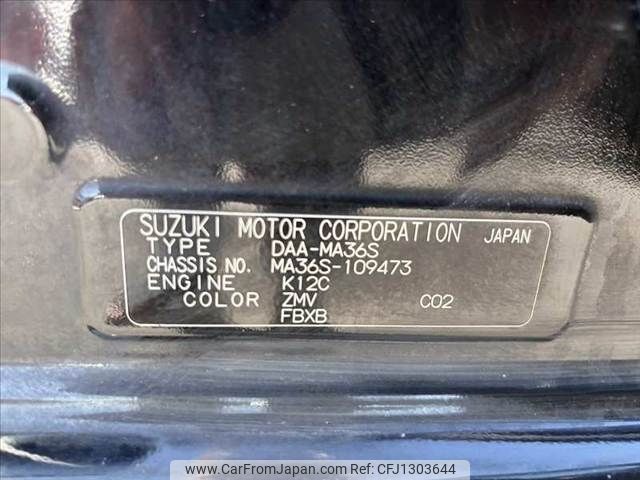 SUZUKI MOTOR CORPORATION JAPAN
TYPE DAA-MA36S
CHASSIS NO. MA36S-109473
ENGINE K12C
COLOR ZMV C02
FBXB
www.CarFromJapan.com Ref No: CFJ1303644